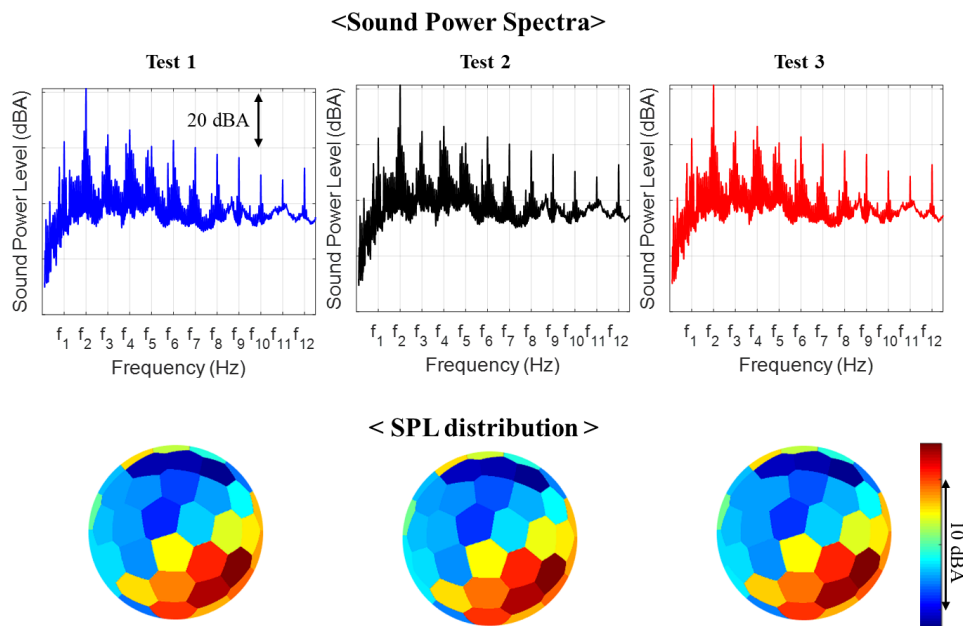 <Sound Power Spectra>
Test 1
Test 2
Test 3
Sound Power Level (dBA)
20 dBA
Sound Power Level (dBA)
Sound Power Level (dBA)
f1 f2 f3 f4 f5 f6 f7 f8 f9 f10 f11 f12
f1 f2 f3 f4 f5 f6 f7 f8 f9 f10 f11 f12
f1 f2 f3 f4 f5 f6 f7 f8 f9 f10 f11 f12
Frequency (Hz)
Frequency (Hz)
Frequency (Hz)
< SPL distribution >
10 dBA